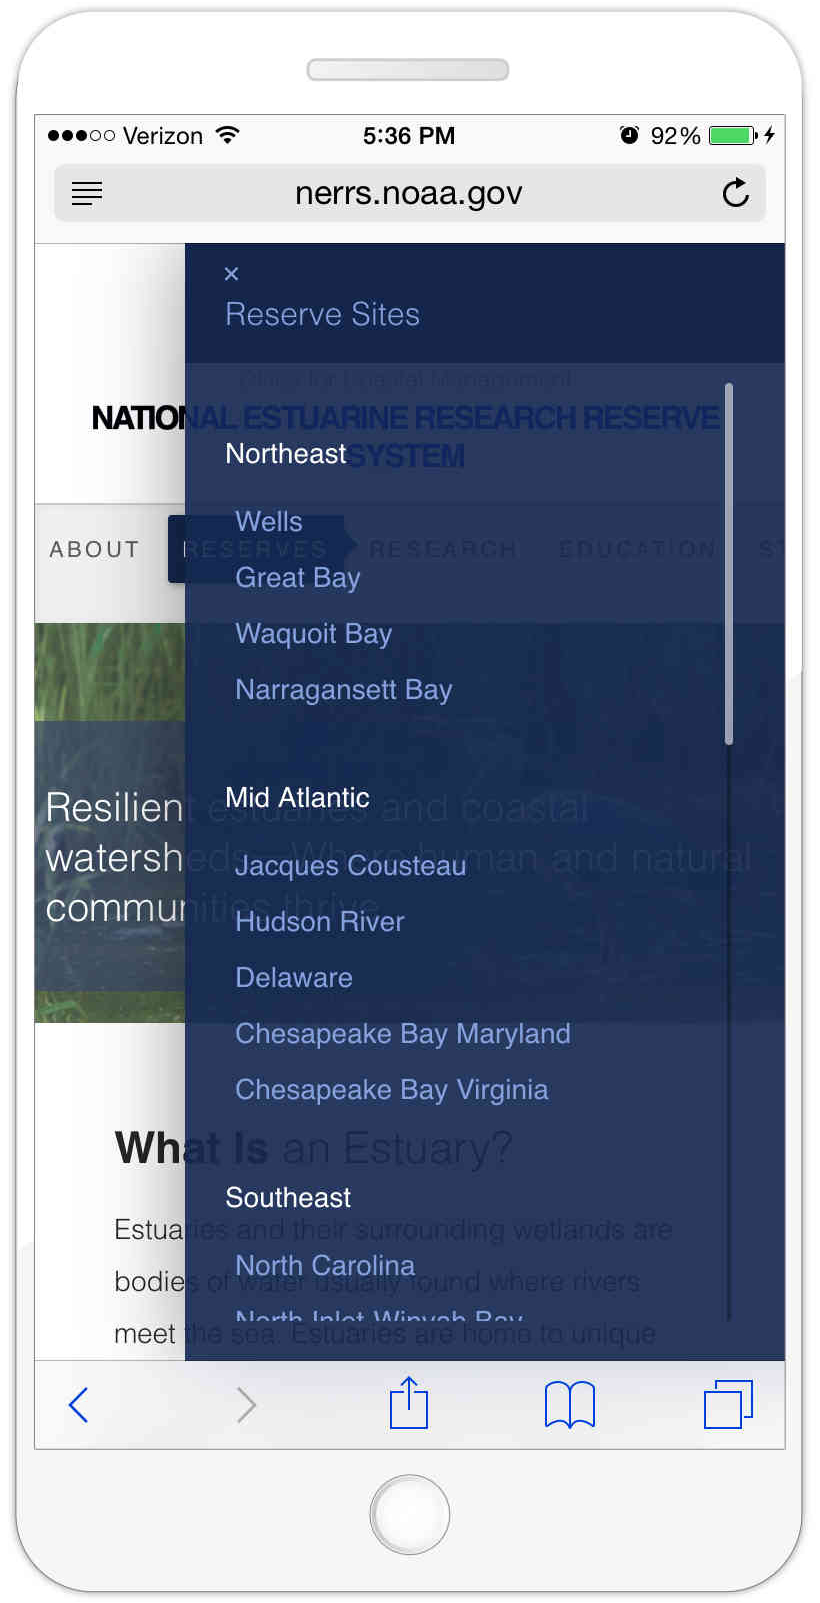 Verizon 5:36 PM 92%
nerrs.noaa.gov
×
Reserve Sites
Office for Coastal Management
NATIONAL ESTUARINE RESEARCH RESERVE
SYSTEM
Northeast
ABOUT RESERVES RESEARCH EDUCATION ST
Wells
Great Bay
Waquoit Bay
Narragansett Bay
Mid Atlantic
Resilient estuaries and coastal
watersheds...Where human and natural
communities thrive
Jacques Cousteau
Hudson River
Delaware
Chesapeake Bay Maryland
Chesapeake Bay Virginia
What Is an Estuary?
Southeast
Estuaries and their surrounding wetlands are
North Carolina
bodies of water usually found where rivers
North Inlet-Winyah Bay
meet the sea. Estuaries are home to unique